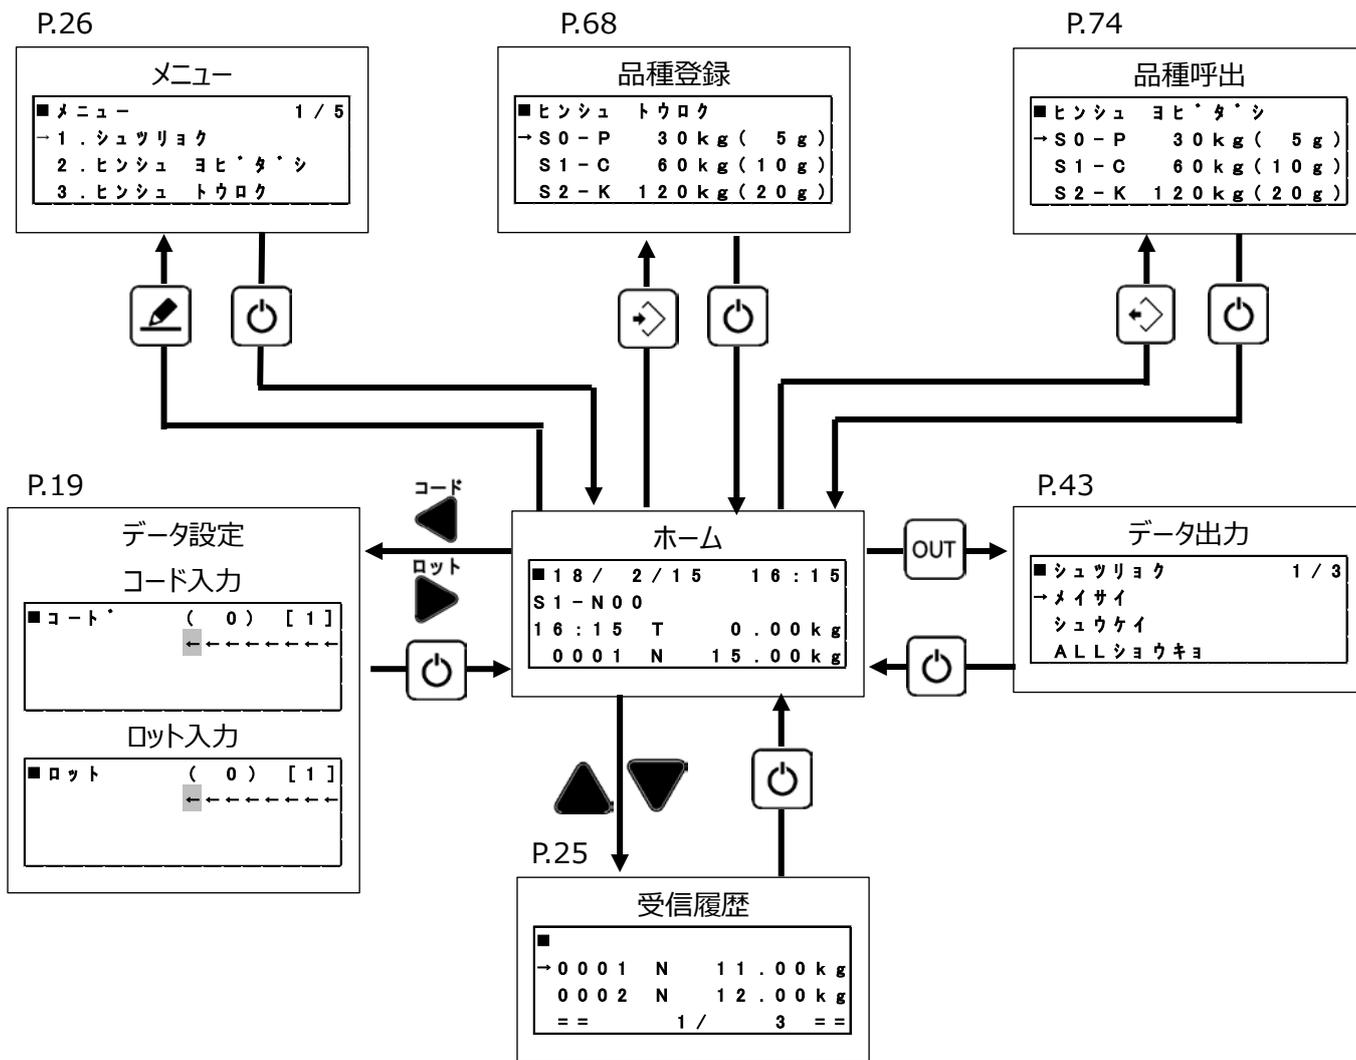 P.26
メニュー
■メニュー 1/5
→1.シュツリョク
2.ヒンシュ ヨビダシ
3.ヒンシュ トウロク
P.68
品種登録
■ヒンシュ トウロク
→S0-P 30kg( 5g)
S1-C 60kg(10g)
S2-K 120kg(20g)
P.74
品種呼出
■ヒンシュ ヨビダシ
→S0-P 30kg( 5g)
S1-C 60kg(10g)
S2-K 120kg(20g)
P.19
データ設定
コード入力
■コード ( 0) [1]
←←←←←←←←
ロット入力
■ロット ( 0) [1]
←←←←←←←←
コード
ロット
ホーム
■18/ 2/15 16:15
S1-N00
16:15 T 0.00kg
0001 N 15.00kg
OUT
P.43
データ出力
■シュツリョク 1/3
→メイサイ
シュウケイ
ALLショウキョ
P.25
受信履歴
■
→0001 N 11.00kg
0002 N 12.00kg
== 1/ 3 ==